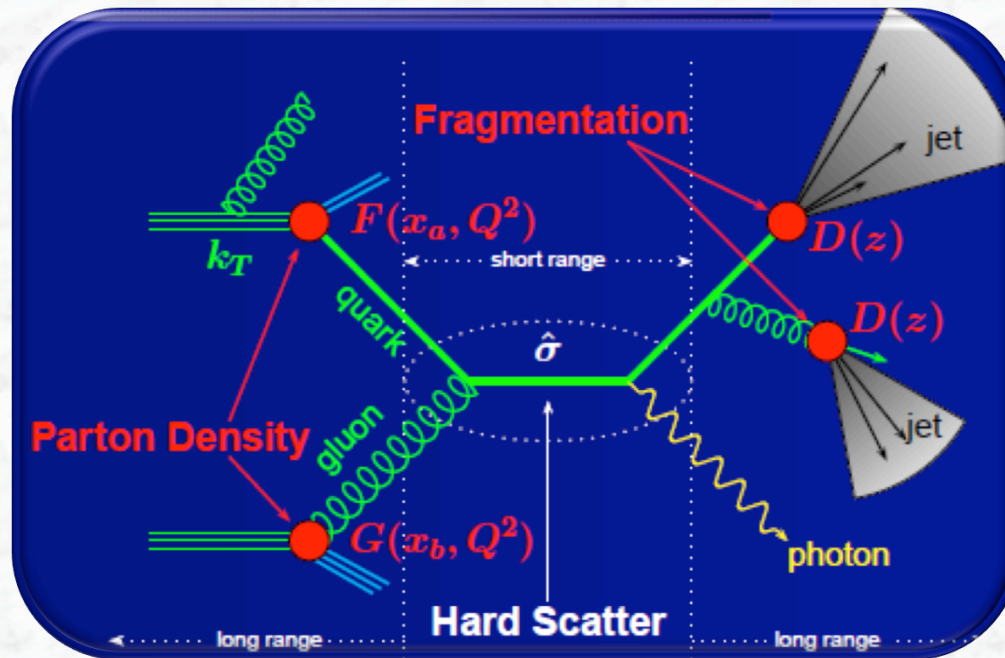 Fragmentation
jet
F(x_a, Q^2)
D(z)
k_T
short range
quark
D(z)
σ̂
Parton Density
gluon
jet
G(x_b, Q^2)
photon
Hard Scatter
long range
long range